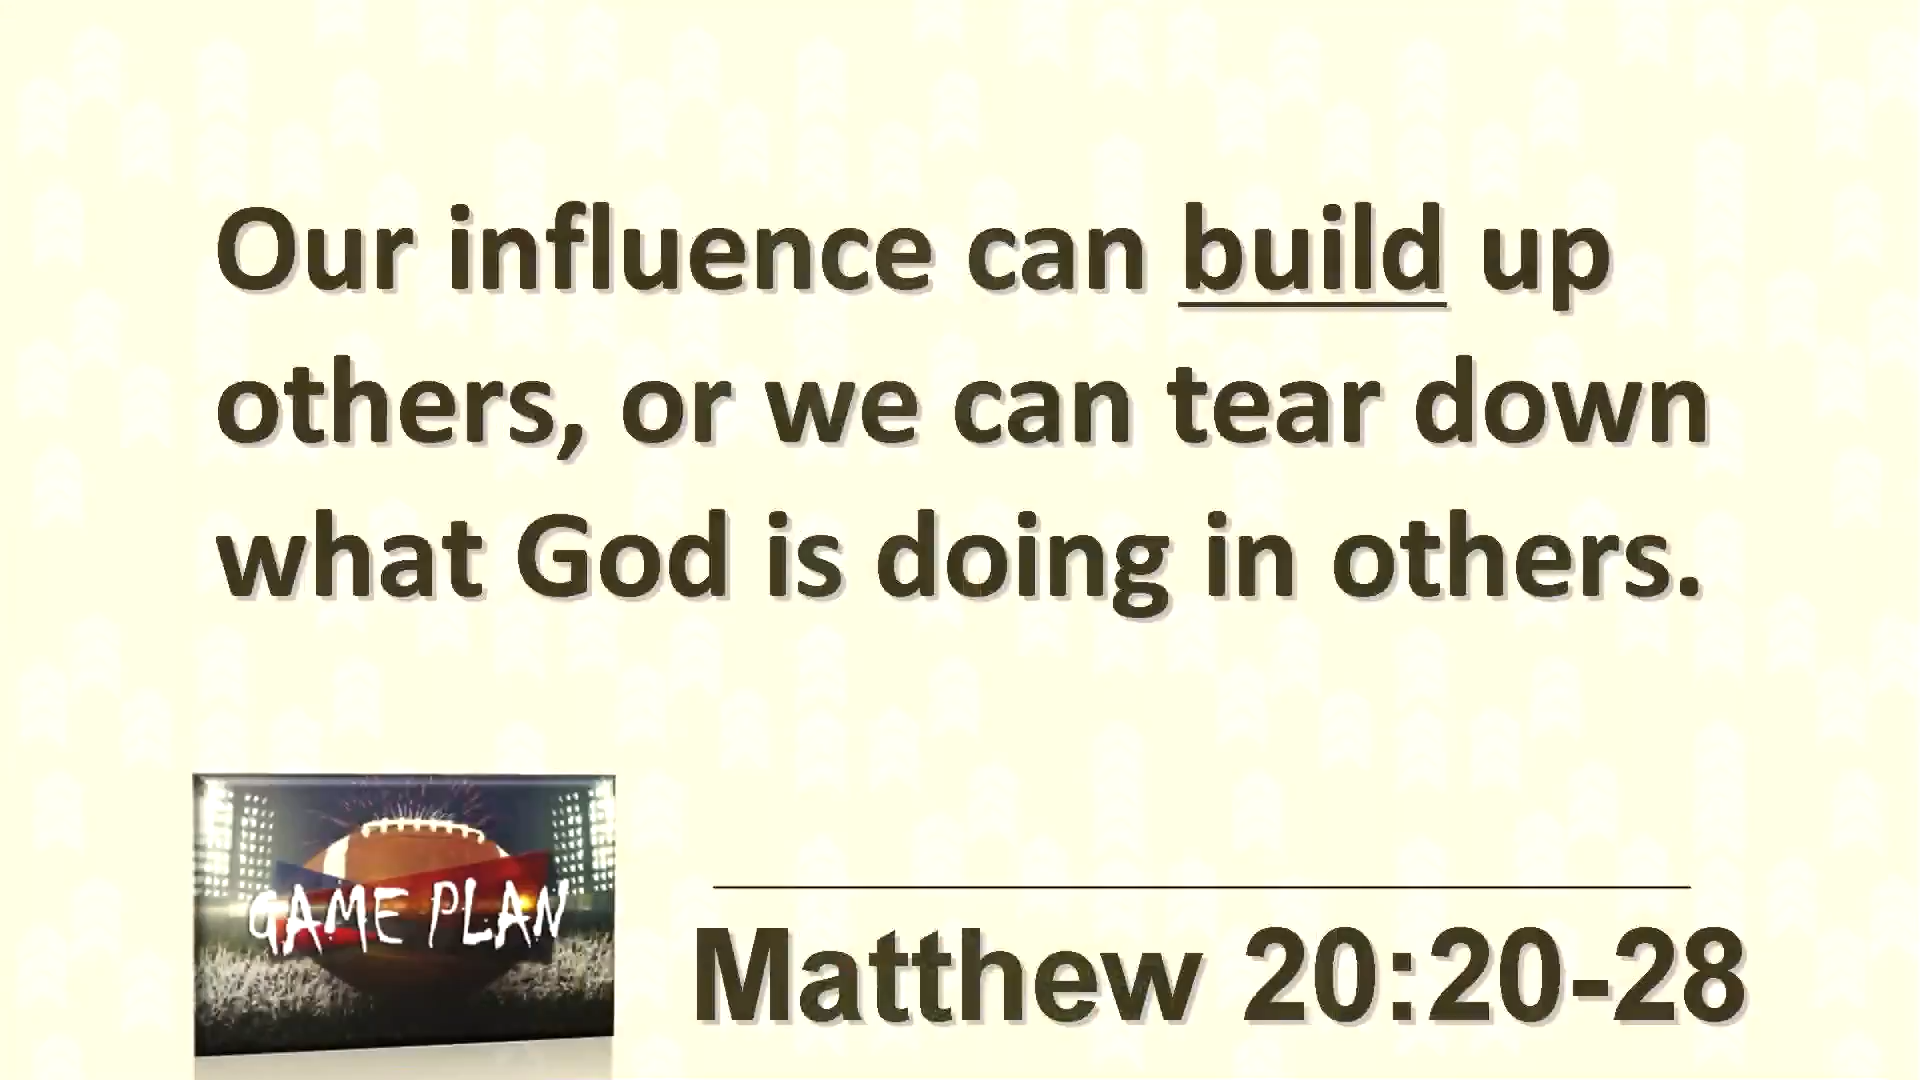 Our influence can build up
others, or we can tear down
what God is doing in others.
GAME PLAN
Matthew 20:20-28